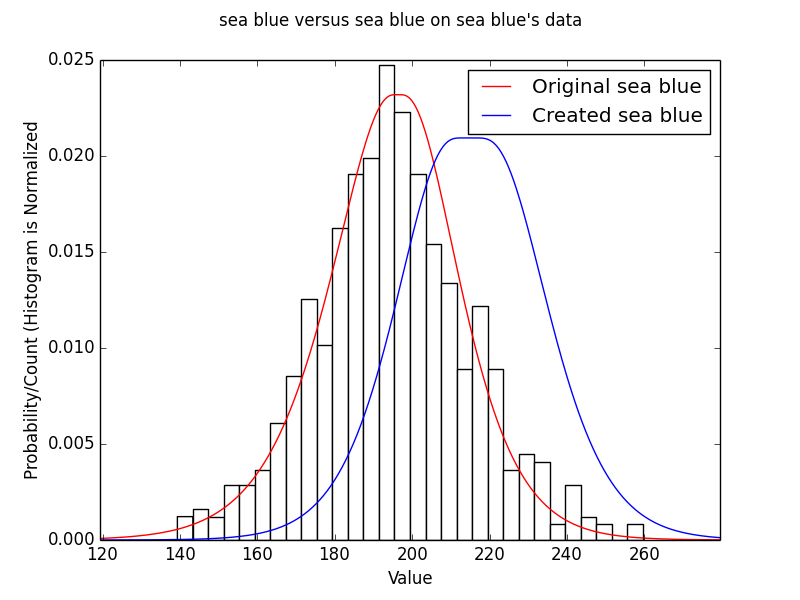 sea blue versus sea blue on sea blue's data
Original sea blue
Created sea blue
Probability/Count (Histogram is Normalized
0.025
0.020
0.015
0.010
0.005
0.000
120 140 160 180 200 220 240 260
Value